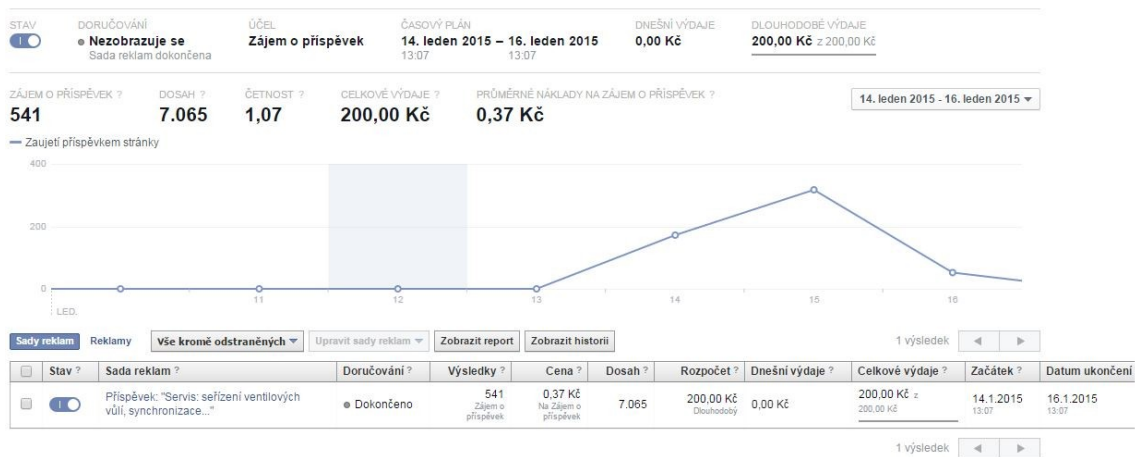 STAV DORUČOVÁNÍ ÚČEL ČASOVÝ PLÁN DNEŠNÍ VÝDAJE DLOUHODOBÉ VÝDAJE
Nezobrazuje se Zájem o příspěvek 14. leden 2015 – 16. leden 2015 0,00 Kč 200,00 Kč z 200,00 Kč
Sada reklam dokončena 13:07 13:07
ZÁJEM O PŘÍSPĚVEK ? DOSAH ? ČETNOST ? CELKOVÉ VÝDAJE ? PRŮMĚRNÉ NÁKLADY NA ZÁJEM O PŘÍSPĚVEK ?
541 7.065 1,07 200,00 Kč 0,37 Kč 14. leden 2015 - 16. leden 2015
Zaujetí příspěvkem stránky
400
200
0
11 12 13 14 15 16
LED.
Sady reklam Reklamy Vše kromě odstraněných Upravit sady reklam Zobrazit report Zobrazit historii 1 výsledek
Stav ? Sada reklam ? Doručování ? Výsledky ? Cena ? Dosah ? Rozpočet ? Dnešní výdaje ? Celkové výdaje ? Začátek ? Datum ukončení
Příspěvek: "Servis: seřízení ventilových vůlí, synchronizace..." Dokončeno 541 Zájem o příspěvek 0,37 Kč Na Zájem o příspěvek 7.065 200,00 Kč Dlouhodobý 0,00 Kč 200,00 Kč z 200,00 Kč 14.1.2015 13:07 16.1.2015 13:07
1 výsledek